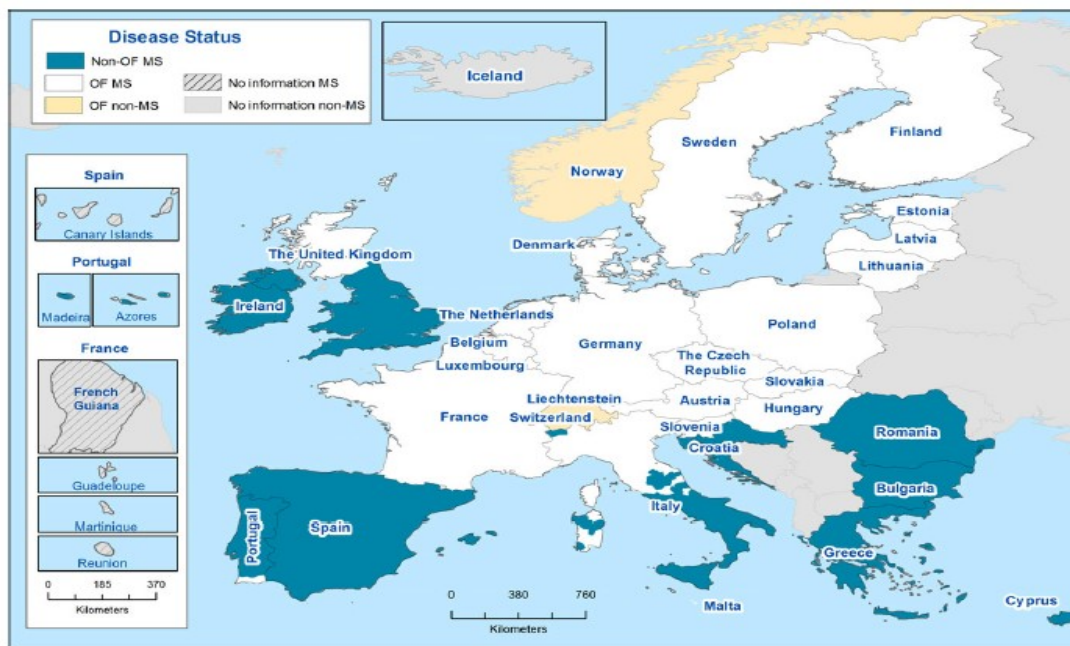 Disease Status
Non-OF MS
OF MS
No information MS
OF non-MS
No information non-MS
Iceland
Spain
Canary Islands
Portugal
Madeira
Azores
France
French
Guiana
Guadeloupe
Martinique
Reunion
0 185 370
Kilometers
Norway
Sweden
Finland
Estonia
Latvia
Lithuania
Denmark
The United Kingdom
Ireland
The Netherlands
Belgium
Luxembourg
Germany
Poland
The Czech
Republic
Slovakia
Austria
Hungary
Liechtenstein
Switzerland
France
Slovenia
Croatia
Romania
Bulgaria
Italy
Portugal
Spain
Greece
Malta
Cyprus
0 380 760
Kilometers